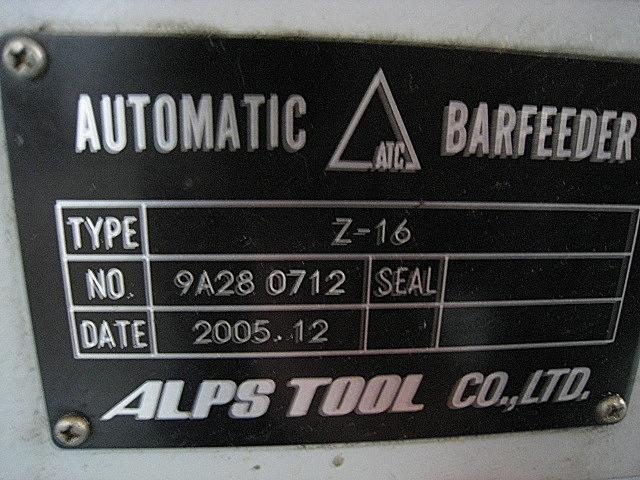 AUTOMATIC ATC BARFEEDER
TYPE Z-16
NO. 9A28 0712 SEAL
DATE 2005.12
ALPS TOOL CO.,LTD.